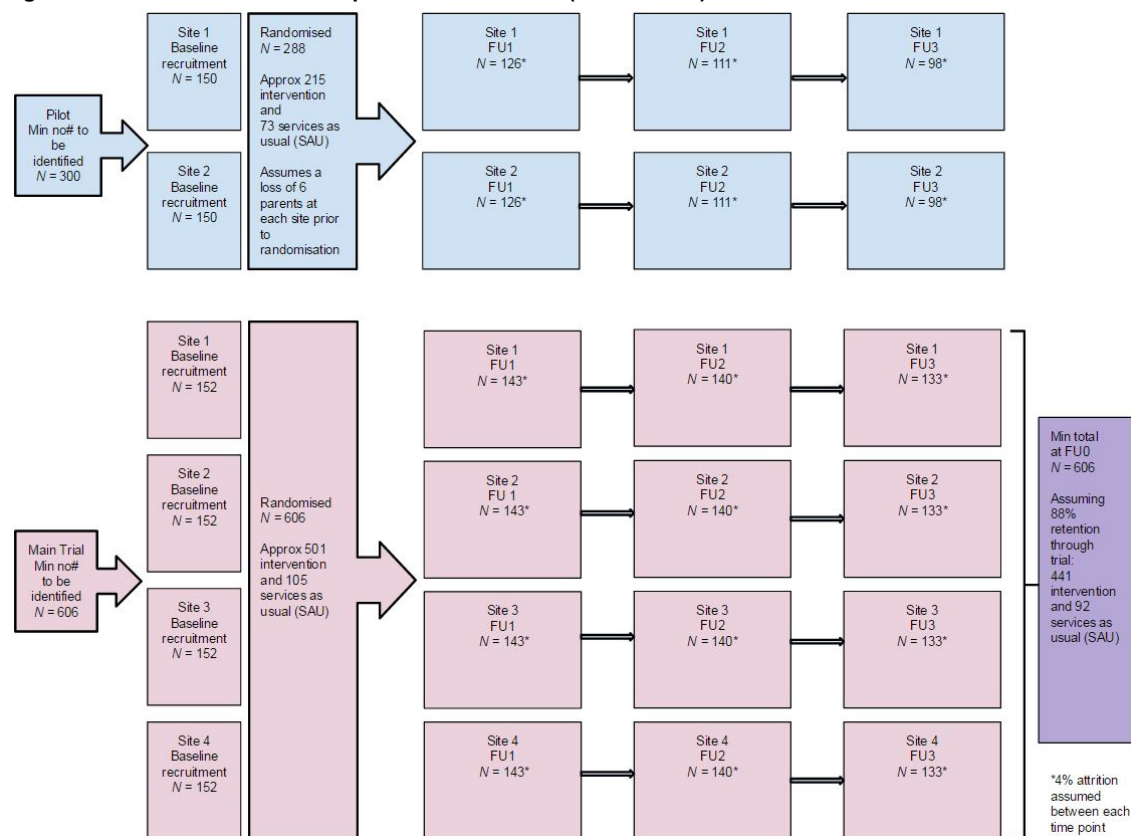 Pilot
Min no# to
be
identified
N = 300
Site 1
Baseline
recruitment
N = 150
Site 2
Baseline
recruitment
N = 150
Randomised
N = 288
Approx 215
intervention
and
73 services as
usual (SAU)
Assumes a
loss of 6
parents at
each site prior
to
randomisation
Site 1
FU1
N = 126*
Site 1
FU2
N = 111*
Site 1
FU3
N = 98*
Site 2
FU1
N = 126*
Site 2
FU2
N = 111*
Site 2
FU3
N = 98*
Main Trial
Min no#
to be
identified
N = 606
Site 1
Baseline
recruitment
N = 152
Site 2
Baseline
recruitment
N = 152
Site 3
Baseline
recruitment
N = 152
Site 4
Baseline
recruitment
N = 152
Randomised
N = 606
Approx 501
intervention
and 105
services as
usual (SAU)
Site 1
FU1
N = 143*
Site 1
FU2
N = 140*
Site 1
FU3
N = 133*
Site 2
FU 1
N = 143*
Site 2
FU2
N = 140*
Site 2
FU3
N = 133*
Site 3
FU1
N = 143*
Site 3
FU2
N = 140*
Site 3
FU3
N = 133*
Site 4
FU1
N = 143*
Site 4
FU2
N = 140*
Site 4
FU3
N = 133*
Min total
at FU0
N = 606
Assuming
88%
retention
through
trial:
441
intervention
and 92
services as
usual (SAU)
*4% attrition
assumed
between each
time point